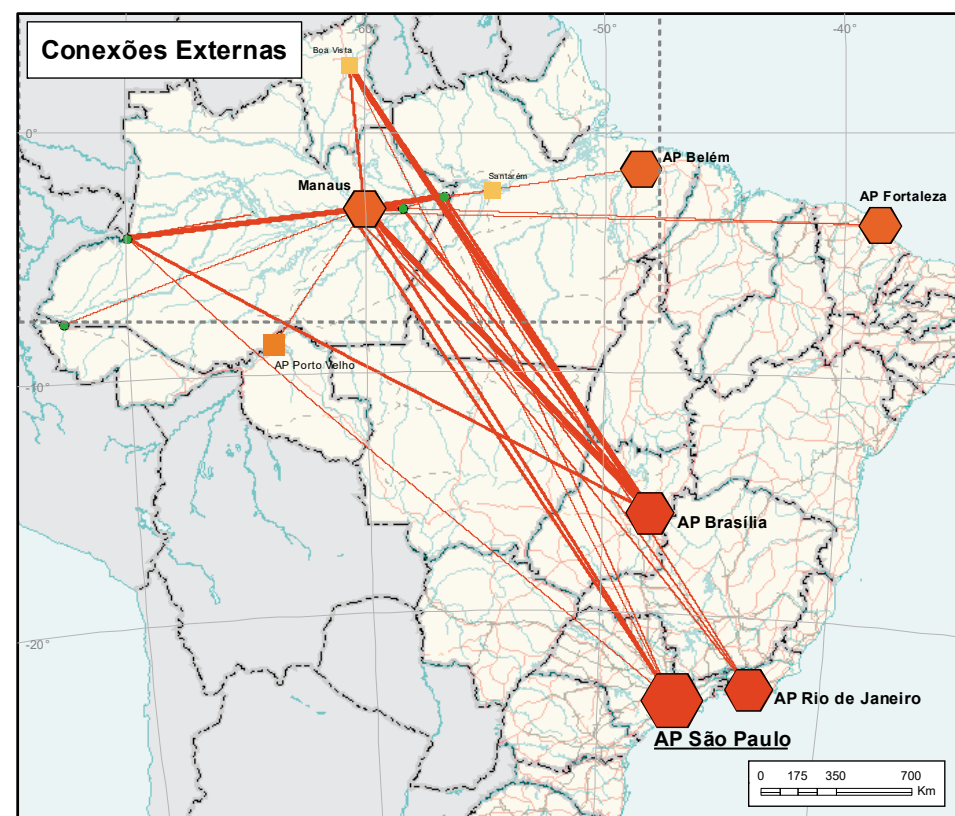 Conexões Externas
-60°
-50°
-40°
Boa Vista
0°
AP Belém
Santarém
Manaus
AP Fortaleza
AP Porto Velho
-10°
AP Brasília
-20°
AP Rio de Janeiro
AP São Paulo
0 175 350 700
Km